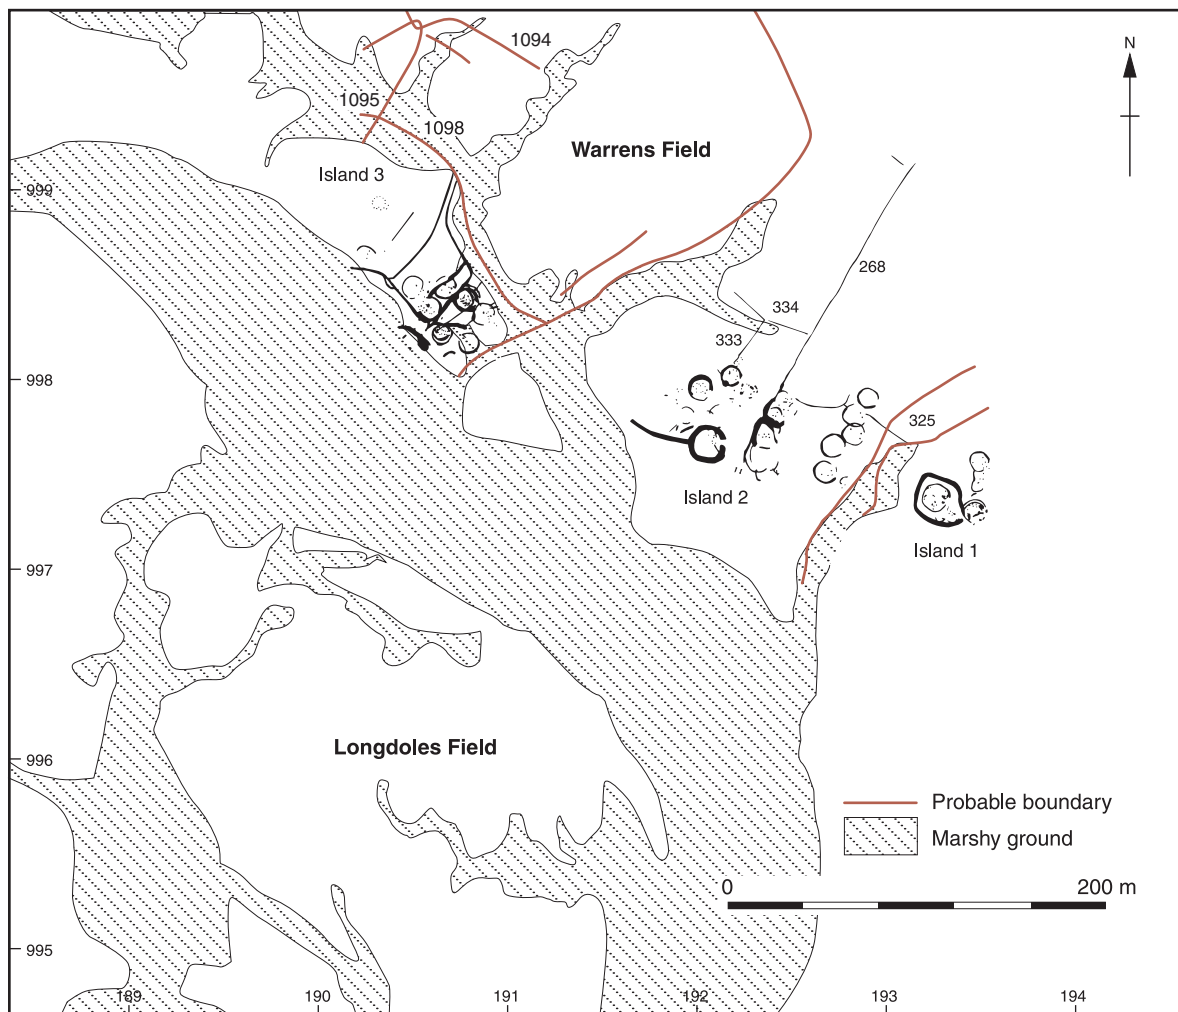 1094
N
1095
1098
Warrens Field
Island 3
999
268
334
333
998
325
Island 2
Island 1
997
Longdoles Field
996
Probable boundary
Marshy ground
0 200 m
995
189 190 191 192 193 194